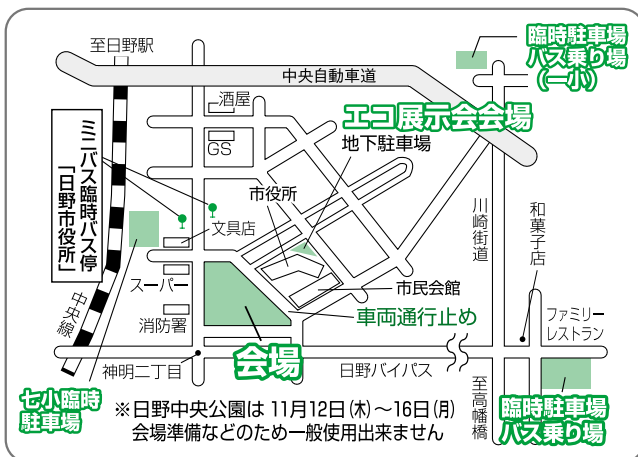 至日野駅
中央自動車道
臨時駐車場
バス乗り場
（一小）
酒屋
GS
エコ展示会会場
地下駐車場
ミニバス臨時バス停
「日野市役所」
市役所
文具店
スーパー
消防署
中央線
市民会館
車両通行止め
川崎街道
和菓子店
ファミリー
レストラン
神明二丁目
会場
日野バイパス
至高幡橋
七小臨時
駐車場
臨時駐車場
バス乗り場
※日野中央公園は11月12日(木)～16日(月)
会場準備などのため一般使用出来ません